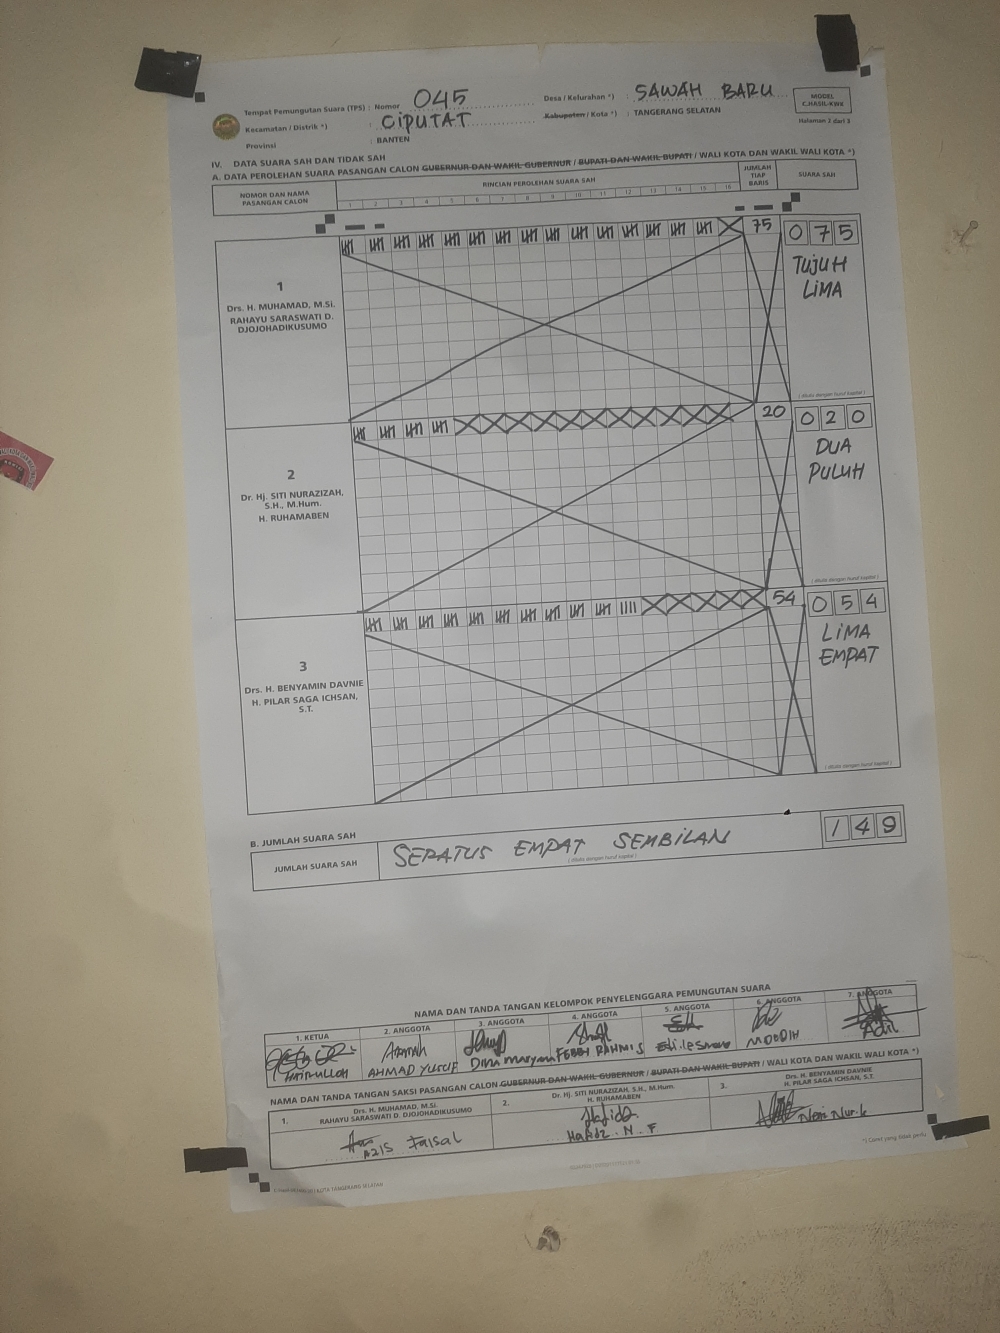 Tempat Pemungutan Suara (TPS) : Nomor 045 Desa / Kelurahan *) : SAWAH BARU
MODEL
C.HASIL-KWK
Kecamatan / Distrik *) : CIPUTAT Kabupaten / Kota *) : TANGERANG SELATAN
Halaman 2 dari 3
Provinsi : BANTEN
IV. DATA SUARA SAH DAN TIDAK SAH
A. DATA PEROLEHAN SUARA PASANGAN CALON GUBERNUR DAN WAKIL GUBERNUR / BUPATI DAN WAKIL BUPATI / WALI KOTA DAN WAKIL WALI KOTA *)
NOMOR DAN NAMA
PASANGAN CALON
RINCIAN PEROLEHAN SUARA SAH
1 2 3 4 5 6 7 8 9 10 11 12 13 14 15 16
JUMLAH
TIAP
BARIS
SUARA SAH
1
Drs. H. MUHAMAD, M.Si.
RAHAYU SARASWATI D.
DJOJOHADIKUSUMO
75
0 7 5
TUJUH
LIMA
(ditulis dengan huruf kapital)
2
Dr. Hj. SITI NURAZIZAH,
S.H., M.Hum.
H. RUHAMABEN
20
0 2 0
DUA
PULUH
(ditulis dengan huruf kapital)
3
Drs. H. BENYAMIN DAVNIE
H. PILAR SAGA ICHSAN,
S.T.
54
0 5 4
LIMA
EMPAT
(ditulis dengan huruf kapital)
B. JUMLAH SUARA SAH
JUMLAH SUARA SAH
SERATUS EMPAT SEMBILAN
(ditulis dengan huruf kapital)
1 4 9
NAMA DAN TANDA TANGAN KELOMPOK PENYELENGGARA PEMUNGUTAN SUARA
1. KETUA 2. ANGGOTA 3. ANGGOTA 4. ANGGOTA 5. ANGGOTA 6. ANGGOTA 7. ANGGOTA
AHMAD YUSUF
MOODIH
Adil
NAMA DAN TANDA TANGAN SAKSI PASANGAN CALON GUBERNUR DAN WAKIL GUBERNUR / BUPATI DAN WAKIL BUPATI / WALI KOTA DAN WAKIL WALI KOTA *)
1.
Drs. H. MUHAMAD, M.Si.
RAHAYU SARASWATI D. DJOJOHADIKUSUMO
AZIS Faisal
2.
Dr. Hj. SITI NURAZIZAH, S.H., M.Hum.
H. RUHAMABEN
Hafidz . N . F
3.
Drs. H. BENYAMIN DAVNIE
H. PILAR SAGA ICHSAN, S.T.
*) Coret yang tidak perlu
KOTA TANGERANG SELATAN